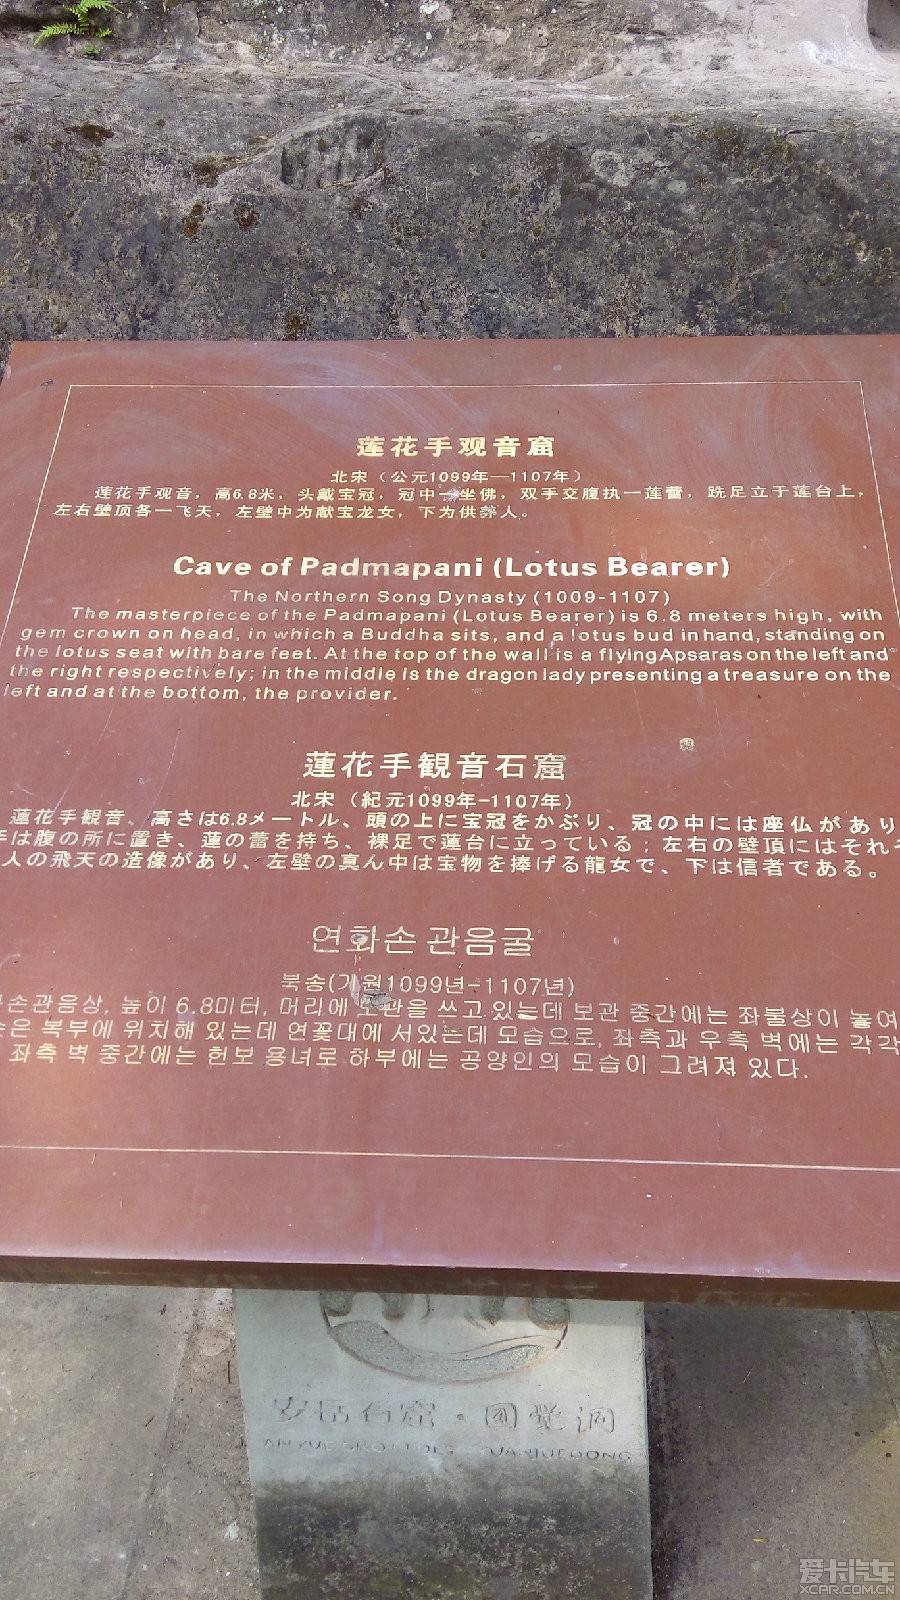 莲花手观音窟
北宋（公元1099年—1107年）
莲花手观音，高6.8米，头戴宝冠，冠中一坐佛，双手交腹执一莲蕾，跣足立于莲台上，
左右壁顶各一飞天，左壁中为献宝龙女，下为供养人。
Cave of Padmapani (Lotus Bearer)
The Northern Song Dynasty (1009-1107)
The masterpiece of the Padmapani (Lotus Bearer) is 6.8 meters high, with
gem crown on head, in which a Buddha sits, and a lotus bud in hand, standing on
the lotus seat with bare feet. At the top of the wall is a flying Apsaras on the left and
the right respectively; in the middle is the dragon lady presenting a treasure on the
left and at the bottom, the provider.
蓮花手観音石窟
北宋（紀元1099年-1107年）
蓮花手観音、高さは6.8メートル、頭の上に宝冠をかぶり、冠の中には座仏があり
手は腹の所に置き、蓮の蕾を持ち、裸足で蓮台に立っている；左右の壁頂にはそれぞ
人の飛天の造像があり、左壁の真ん中は宝物を捧げる龍女で、下は信者である。
연화손 관음굴
북송(기원1099년-1107년)
손관음상, 높이 6.8미터, 머리에 보관을 쓰고 있는데 보관 중간에는 좌불상이 놓여
손은 복부에 위치해 있는데 연꽃대에 서있는데 모습으로, 좌측과 우측 벽에는 각각
좌측 벽 중간에는 헌보 용녀로 하부에는 공양인의 모습이 그려져 있다.
安岳石窟·圆觉洞
ANYUE GROTTOES YUANJUEDONG
爱卡汽车
XCAR.COM.CN